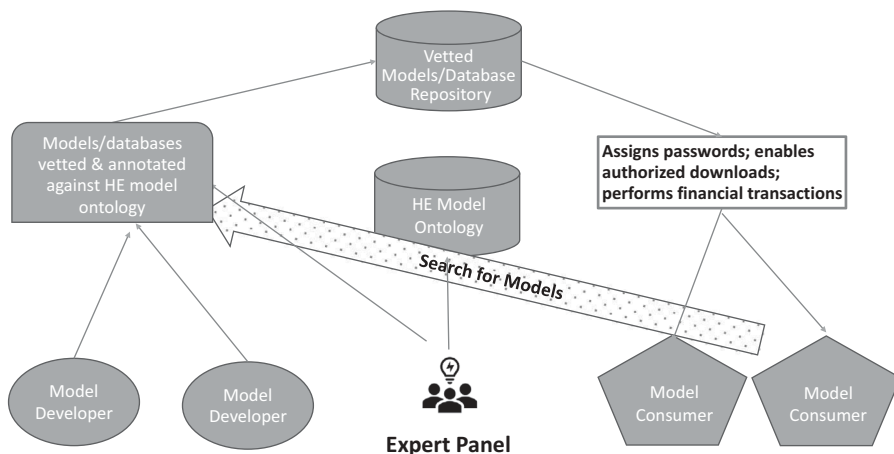 Vetted
Models/Database
Repository
Models/databases
vetted & annotated
against HE model
ontology
Assigns passwords; enables
authorized downloads;
performs financial transactions
HE Model
Ontology
Search for Models
Model
Developer
Model
Developer
Model
Consumer
Model
Consumer
Expert Panel